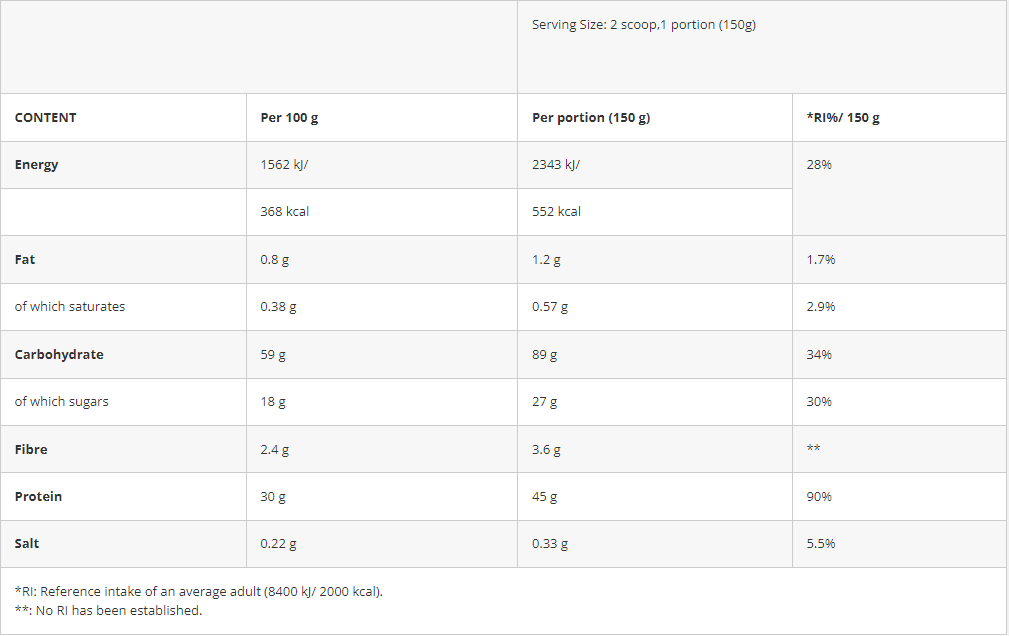 Serving Size: 2 scoop,1 portion (150g)
CONTENT Per 100 g Per portion (150 g) *RI%/ 150 g
Energy 1562 kJ/ 2343 kJ/ 28%
368 kcal 552 kcal
Fat 0.8 g 1.2 g 1.7%
of which saturates 0.38 g 0.57 g 2.9%
Carbohydrate 59 g 89 g 34%
of which sugars 18 g 27 g 30%
Fibre 2.4 g 3.6 g **
Protein 30 g 45 g 90%
Salt 0.22 g 0.33 g 5.5%
*RI: Reference intake of an average adult (8400 kJ/ 2000 kcal).
**: No RI has been established.